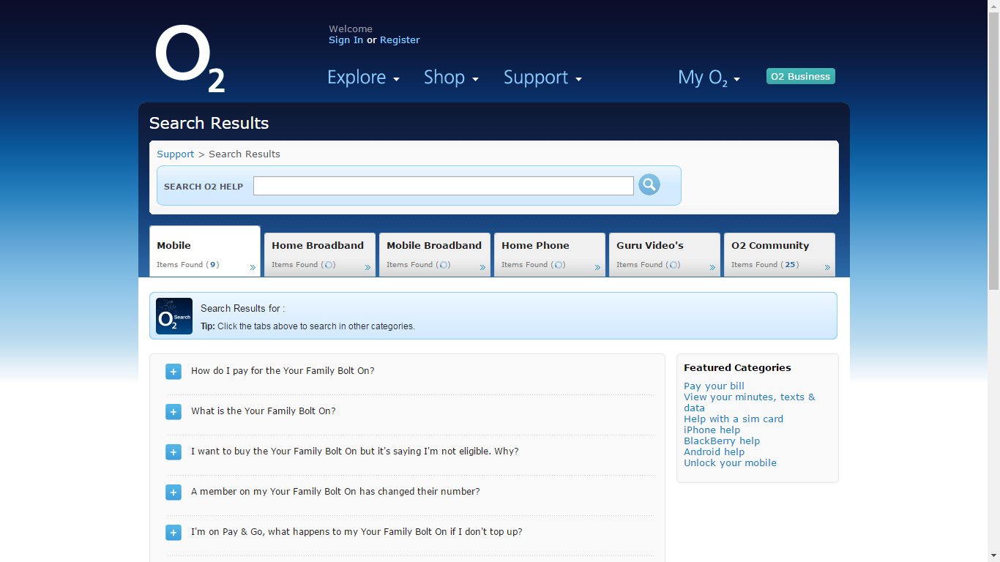 O2
Welcome
Sign In or Register
Explore
Shop
Support
My O2
O2 Business
Search Results
Support > Search Results
SEARCH O2 HELP
Mobile
Items Found (9)
Home Broadband
Items Found ( )
Mobile Broadband
Items Found ( )
Home Phone
Items Found ( )
Guru Video's
Items Found ( )
O2 Community
Items Found ( 25 )
O2 Search
Search Results for :
Tip: Click the tabs above to search in other categories.
How do I pay for the Your Family Bolt On?
What is the Your Family Bolt On?
I want to buy the Your Family Bolt On but it's saying I'm not eligible. Why?
A member on my Your Family Bolt On has changed their number?
I'm on Pay & Go, what happens to my Your Family Bolt On if I don't top up?
Featured Categories
Pay your bill
View your minutes, texts &
data
Help with a sim card
iPhone help
BlackBerry help
Android help
Unlock your mobile